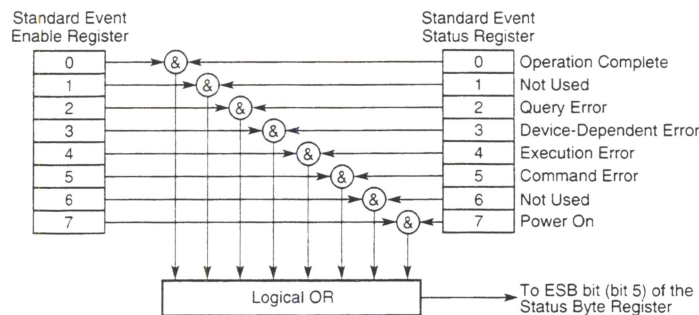 Standard Event
Enable Register
Standard Event
Status Register
0 & 0 Operation Complete
1 & 1 Not Used
2 & 2 Query Error
3 & 3 Device-Dependent Error
4 & 4 Execution Error
5 & 5 Command Error
6 & 6 Not Used
7 & 7 Power On
Logical OR
To ESB bit (bit 5) of the
Status Byte Register